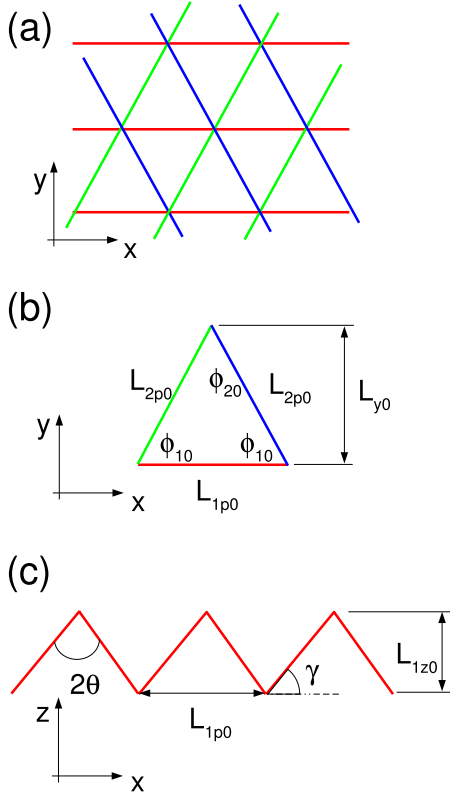 (a)
y
x
(b)
L2p0 ϕ20 L2p0 Ly0
y
ϕ10 ϕ10
L1p0
x
(c)
2θ γ L1z0
z L1p0
x